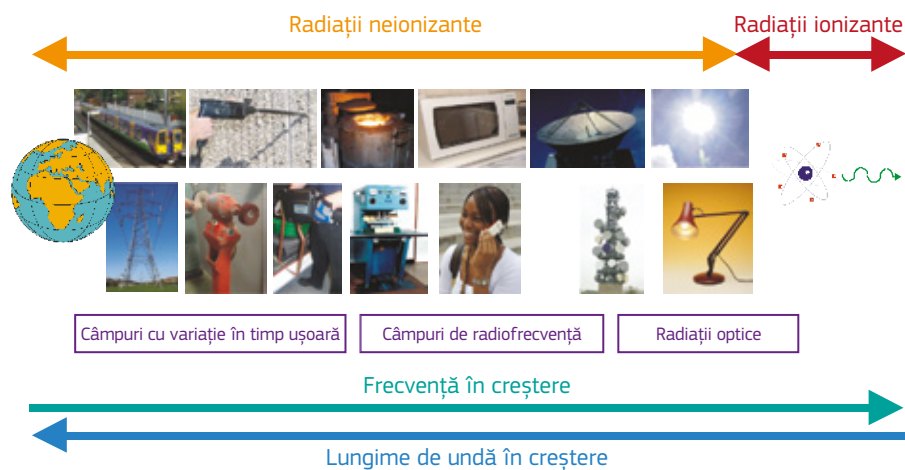 Radiații neionizante
Radiații ionizante
Câmpuri cu variație în timp ușoară
Câmpuri de radiofrecvență
Radiații optice
Frecvență în creștere
Lungime de undă în creștere